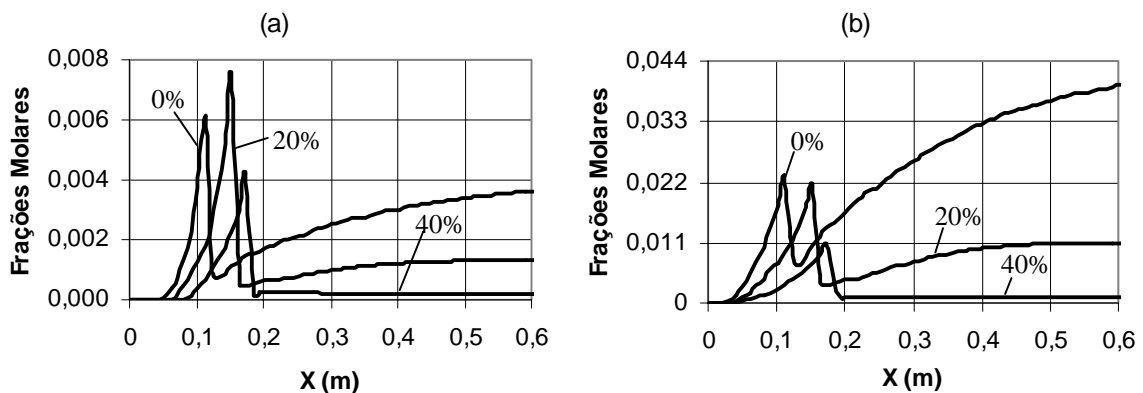 (a)
Frações Molares
0,008
0,006
0,004
0,002
0,000
0%
20%
40%
0 0,1 0,2 0,3 0,4 0,5 0,6
X (m)
(b)
Frações Molares
0,044
0,033
0,022
0,011
0
0%
20%
40%
0 0,1 0,2 0,3 0,4 0,5 0,6
X (m)